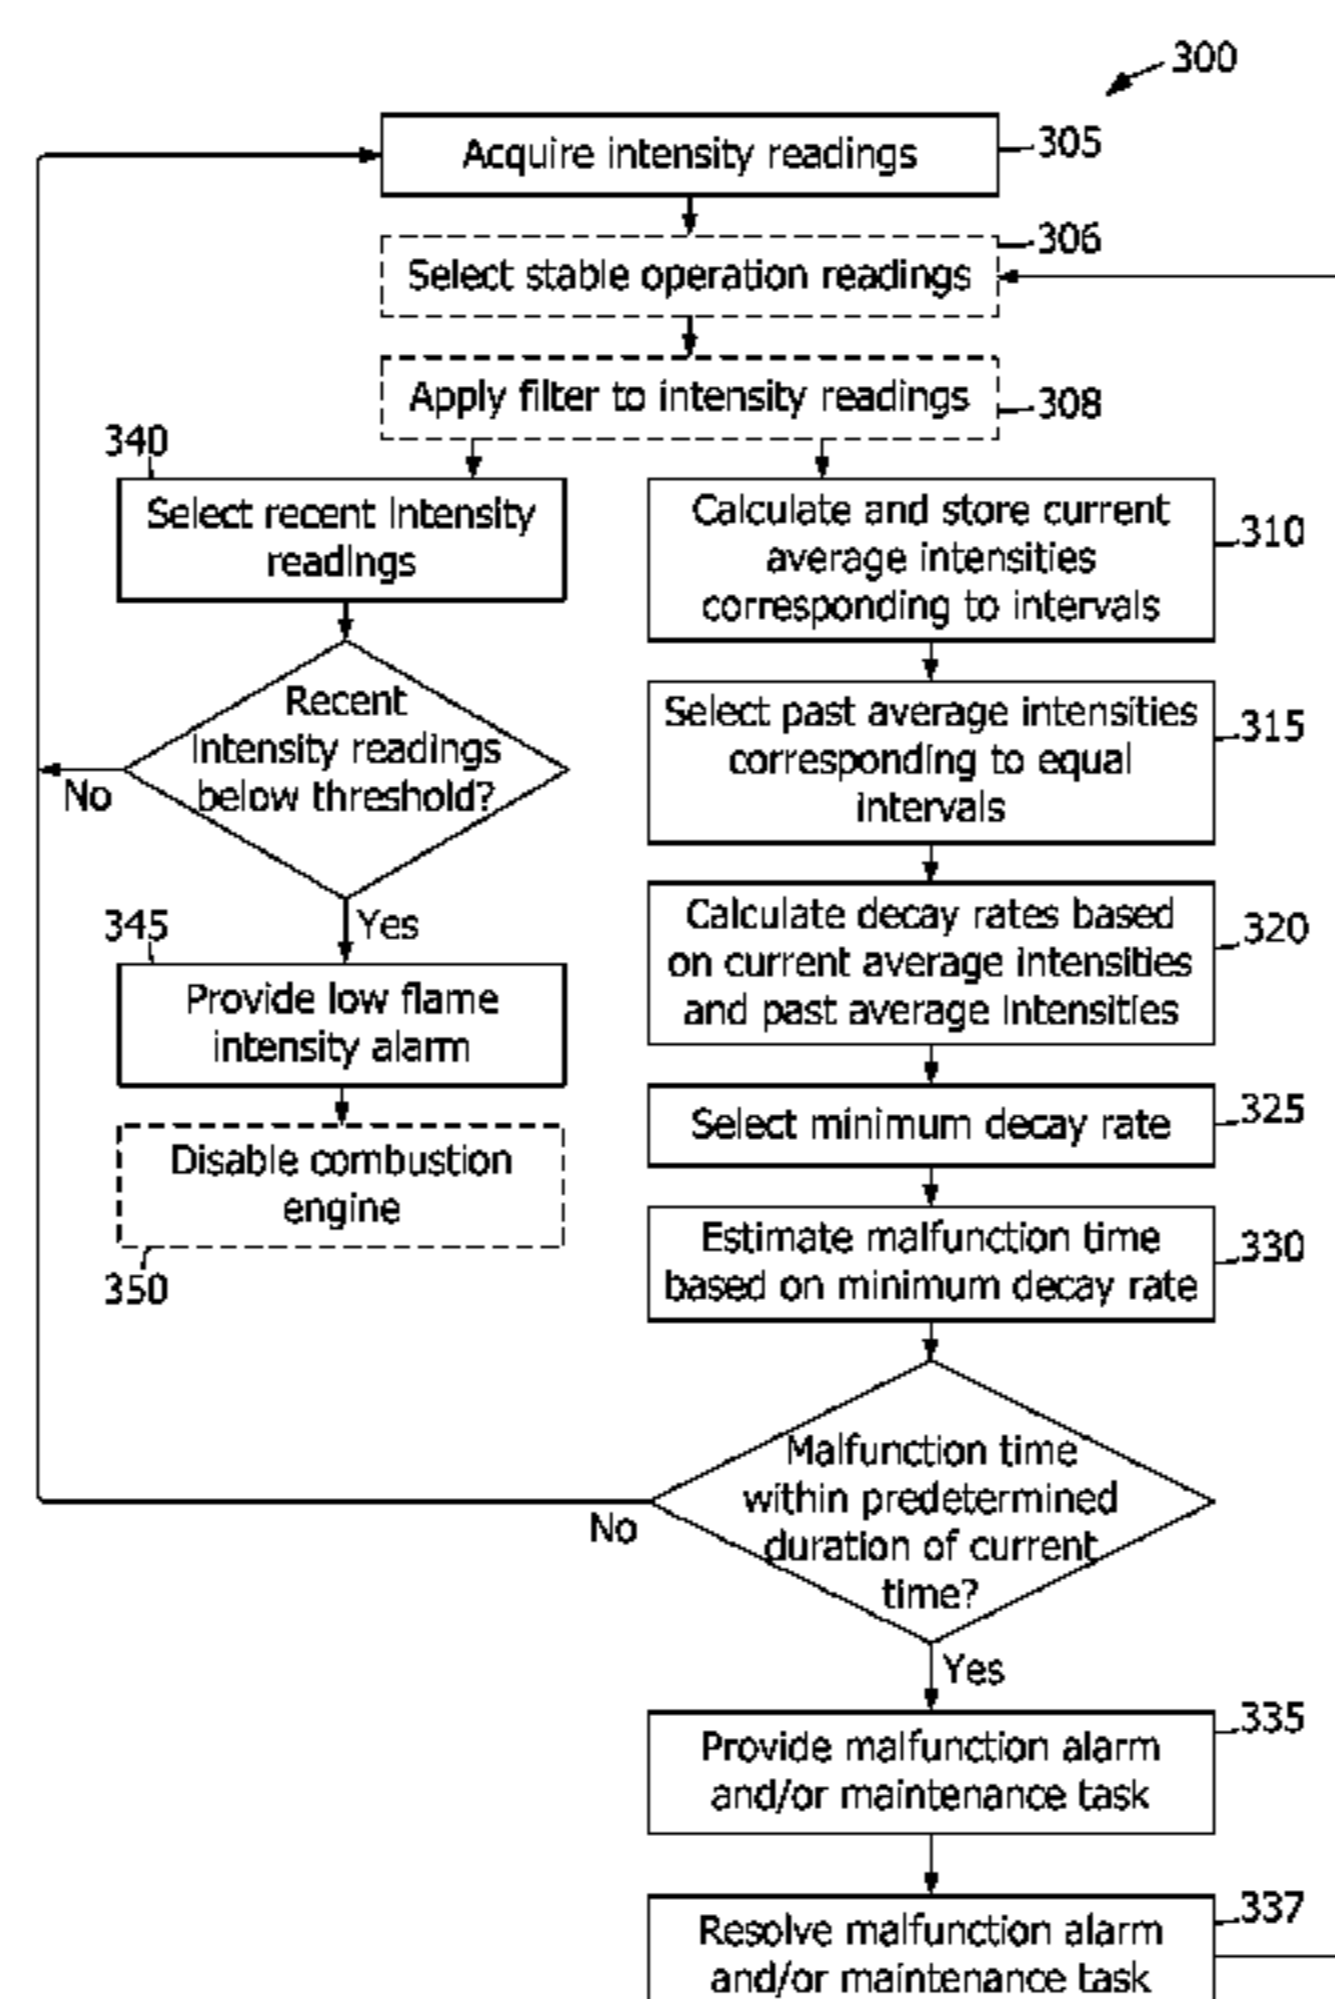 300
Acquire intensity readings
305
306
Select stable operation readings
Apply filter to intensity readings
308
340
Select recent intensity
readings
Recent
intensity readings
below threshold?
No
Yes
345
Provide low flame
intensity alarm
Disable combustion
engine
350
Calculate and store current
average intensities
corresponding to intervals
310
Select past average intensities
corresponding to equal
intervals
315
Calculate decay rates based
on current average intensities
and past average intensities
320
Select minimum decay rate
325
Estimate malfunction time
based on minimum decay rate
330
Malfunction time
within predetermined
duration of current
time?
No
Yes
335
Provide malfunction alarm
and/or maintenance task
337
Resolve malfunction alarm
and/or maintenance task